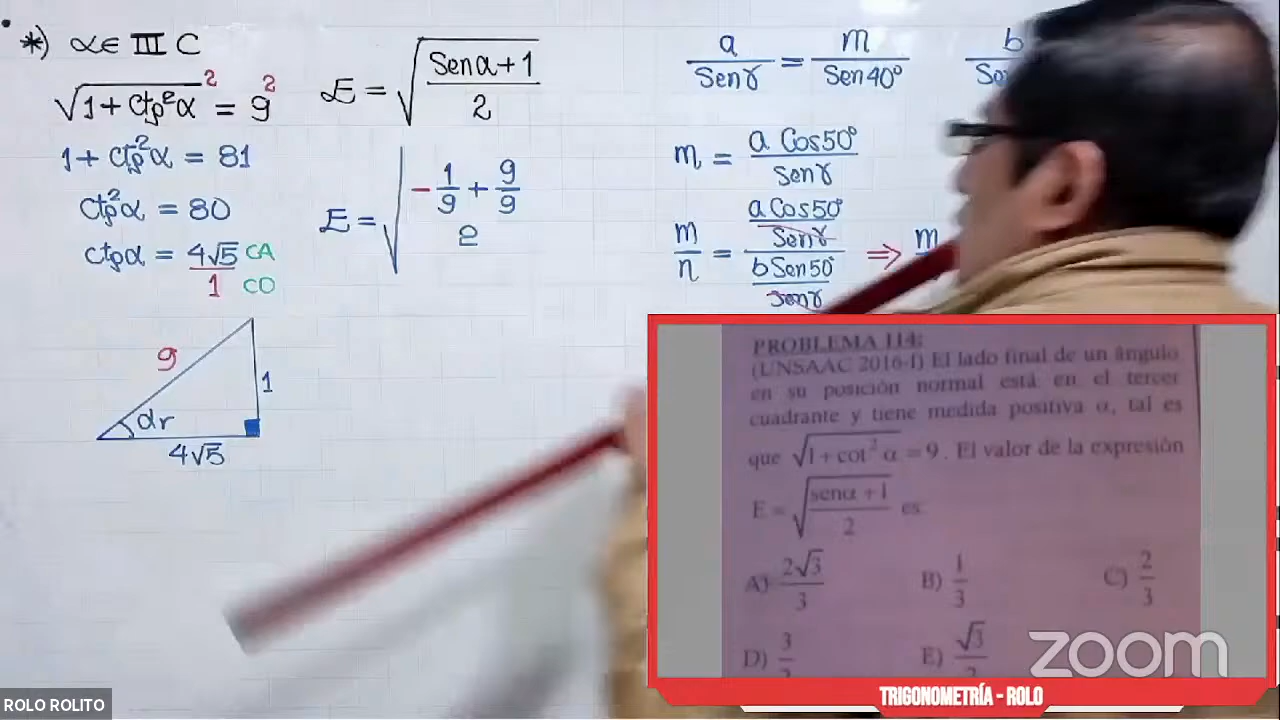 *) α ∈ III C
√(1 + Ctg²α)² = 9²
1 + Ctg²α = 81
Ctg²α = 80
Ctgα = 4√5 / 1 CA CO
9
αr
1
4√5
E = √((Senα + 1) / 2)
E = √((-1/9 + 9/9) / 2)
a / Senγ = m / Sen40° b
m = a Cos50° / Senγ
m / n = (a Cos50° / Senγ) / (b Sen50° / Senγ) ⇒ m
PROBLEMA 114:
(UNSAAC 2016-I) El lado final de un ángulo
en su posición normal está en el tercer
cuadrante y tiene medida positiva α, tal es
que √(1 + cot² α) = 9. El valor de la expresión
E = √((senα + 1) / 2) es
A) 2√3 / 3 B) 1/3 C) 2/3
D) 3 E) √3
zoom
ROLO ROLITO
TRIGONOMETRÍA - ROLO